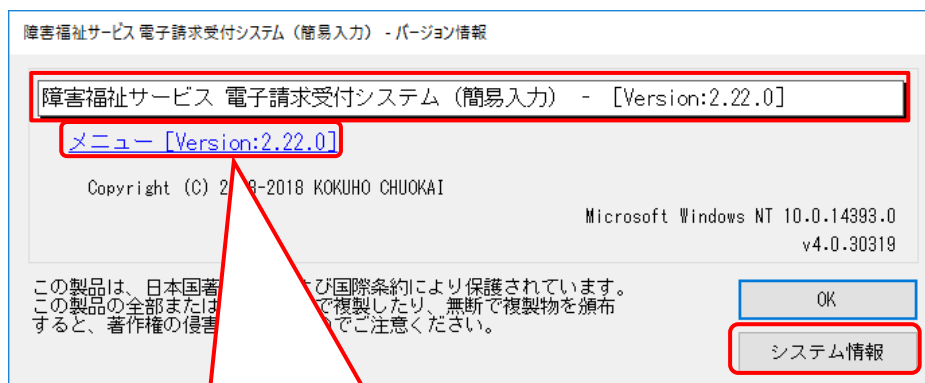 障害福祉サービス 電子請求受付システム（簡易入力） - バージョン情報
障害福祉サービス 電子請求受付システム（簡易入力） - [Version:2.22.0]
メニュー [Version:2.22.0]
Copyright (C) 2 8-2018 KOKUHO CHUOKAI
Microsoft Windows NT 10.0.14393.0
v4.0.30319
この製品は、日本国著 び国際条約により保護されています。
この製品の全部または で複製したり、無断で複製物を頒布
すると、著作権の侵害 でご注意ください。
OK
システム情報